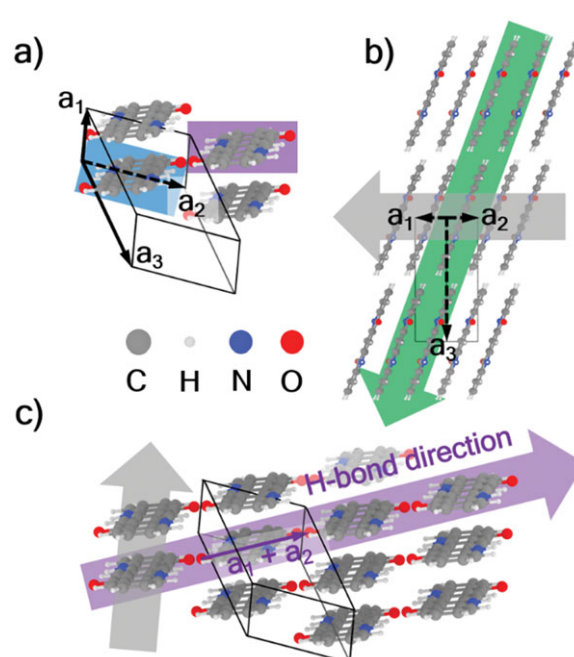 a)
a1
a2
a3
b)
a1
a2
a3
C H N O
c)
H-bond direction
a1 + a2